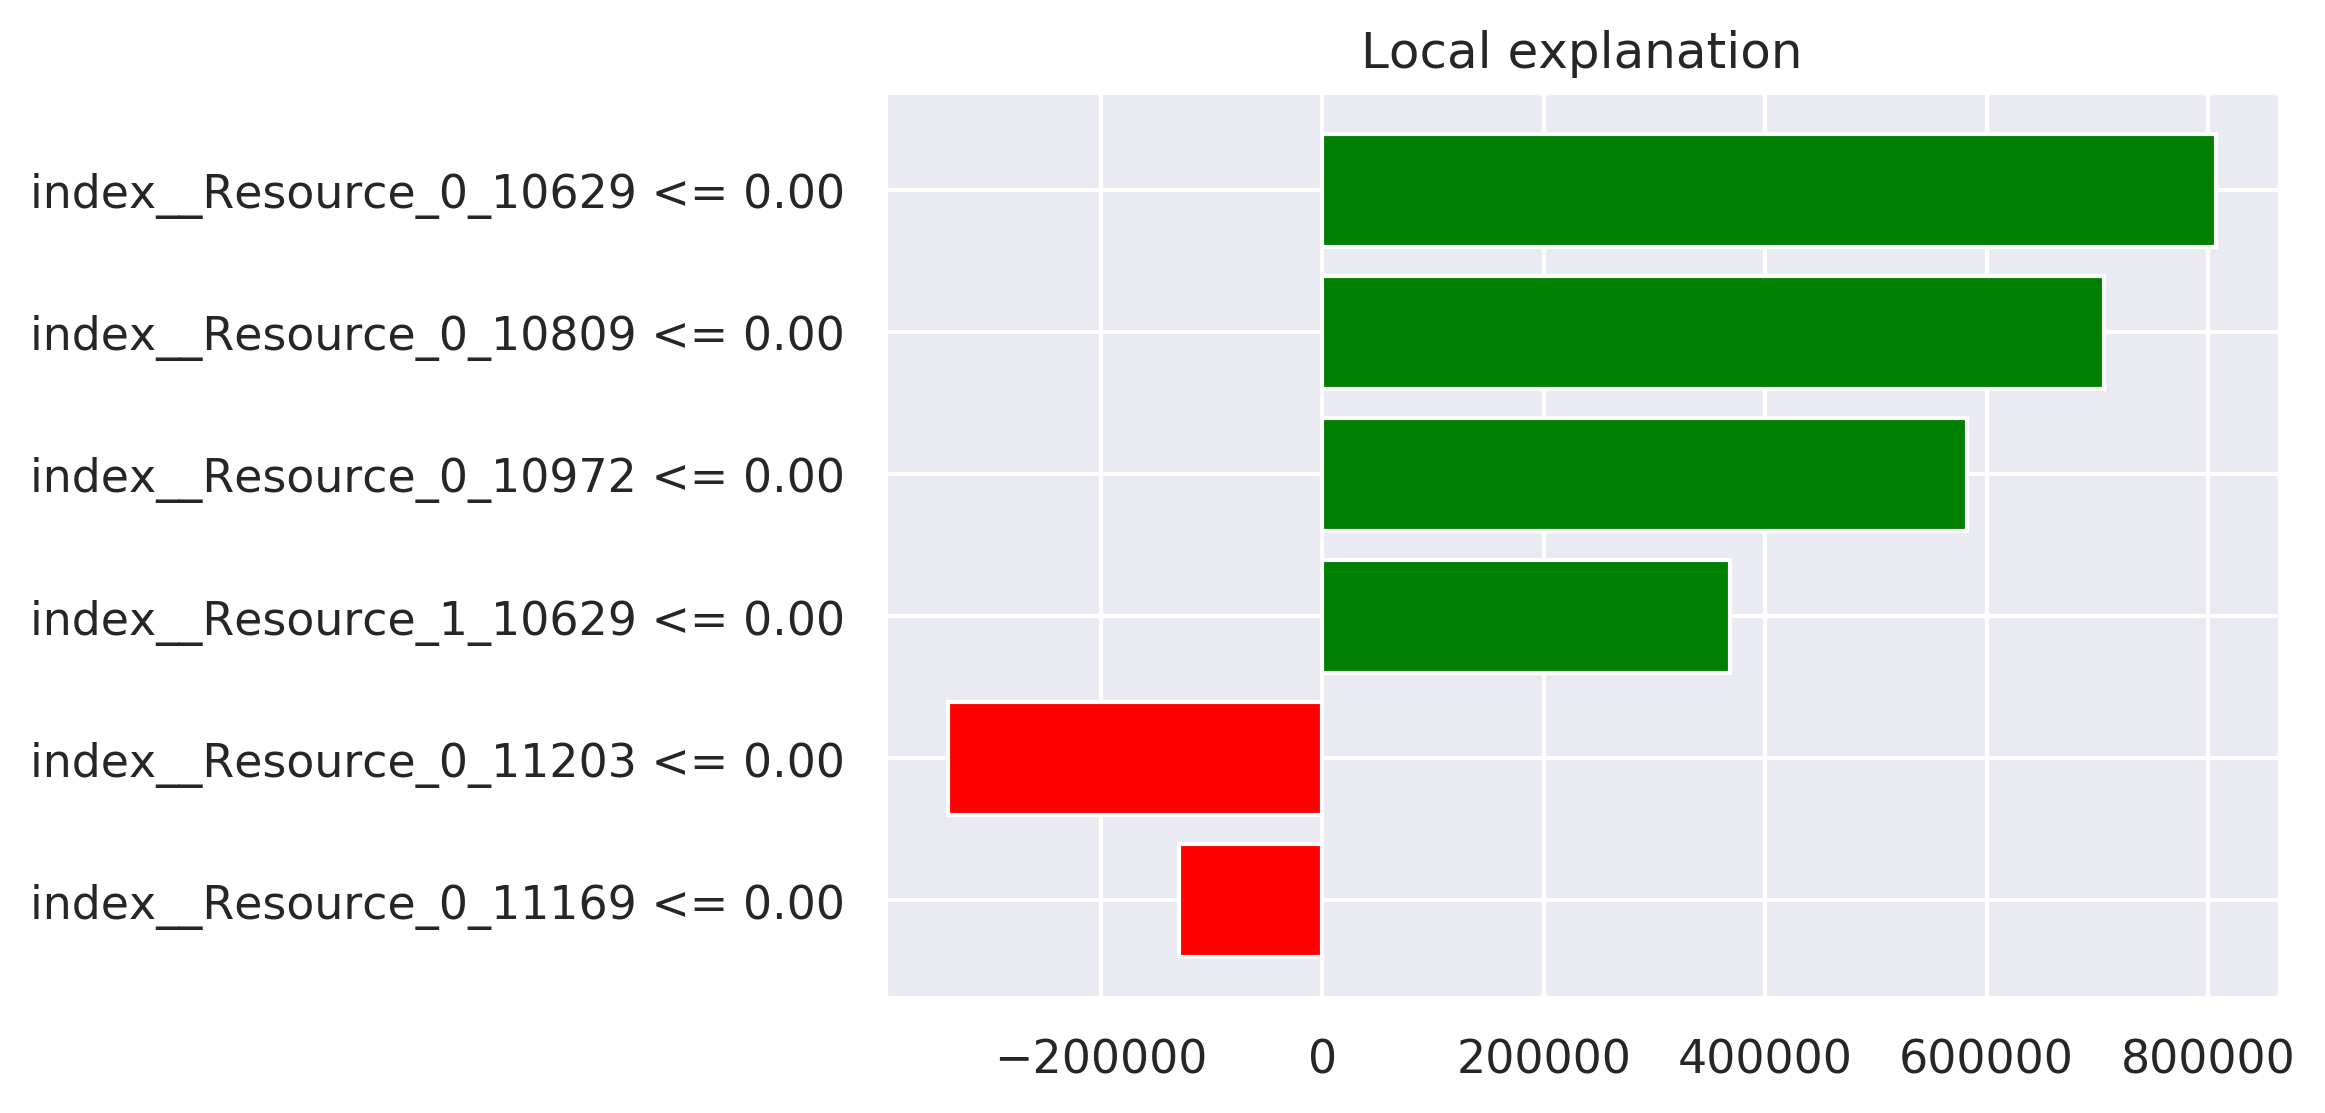 Local explanation
index__Resource_0_10629 <= 0.00
index__Resource_0_10809 <= 0.00
index__Resource_0_10972 <= 0.00
index__Resource_1_10629 <= 0.00
index__Resource_0_11203 <= 0.00
index__Resource_0_11169 <= 0.00
−200000 0 200000 400000 600000 800000